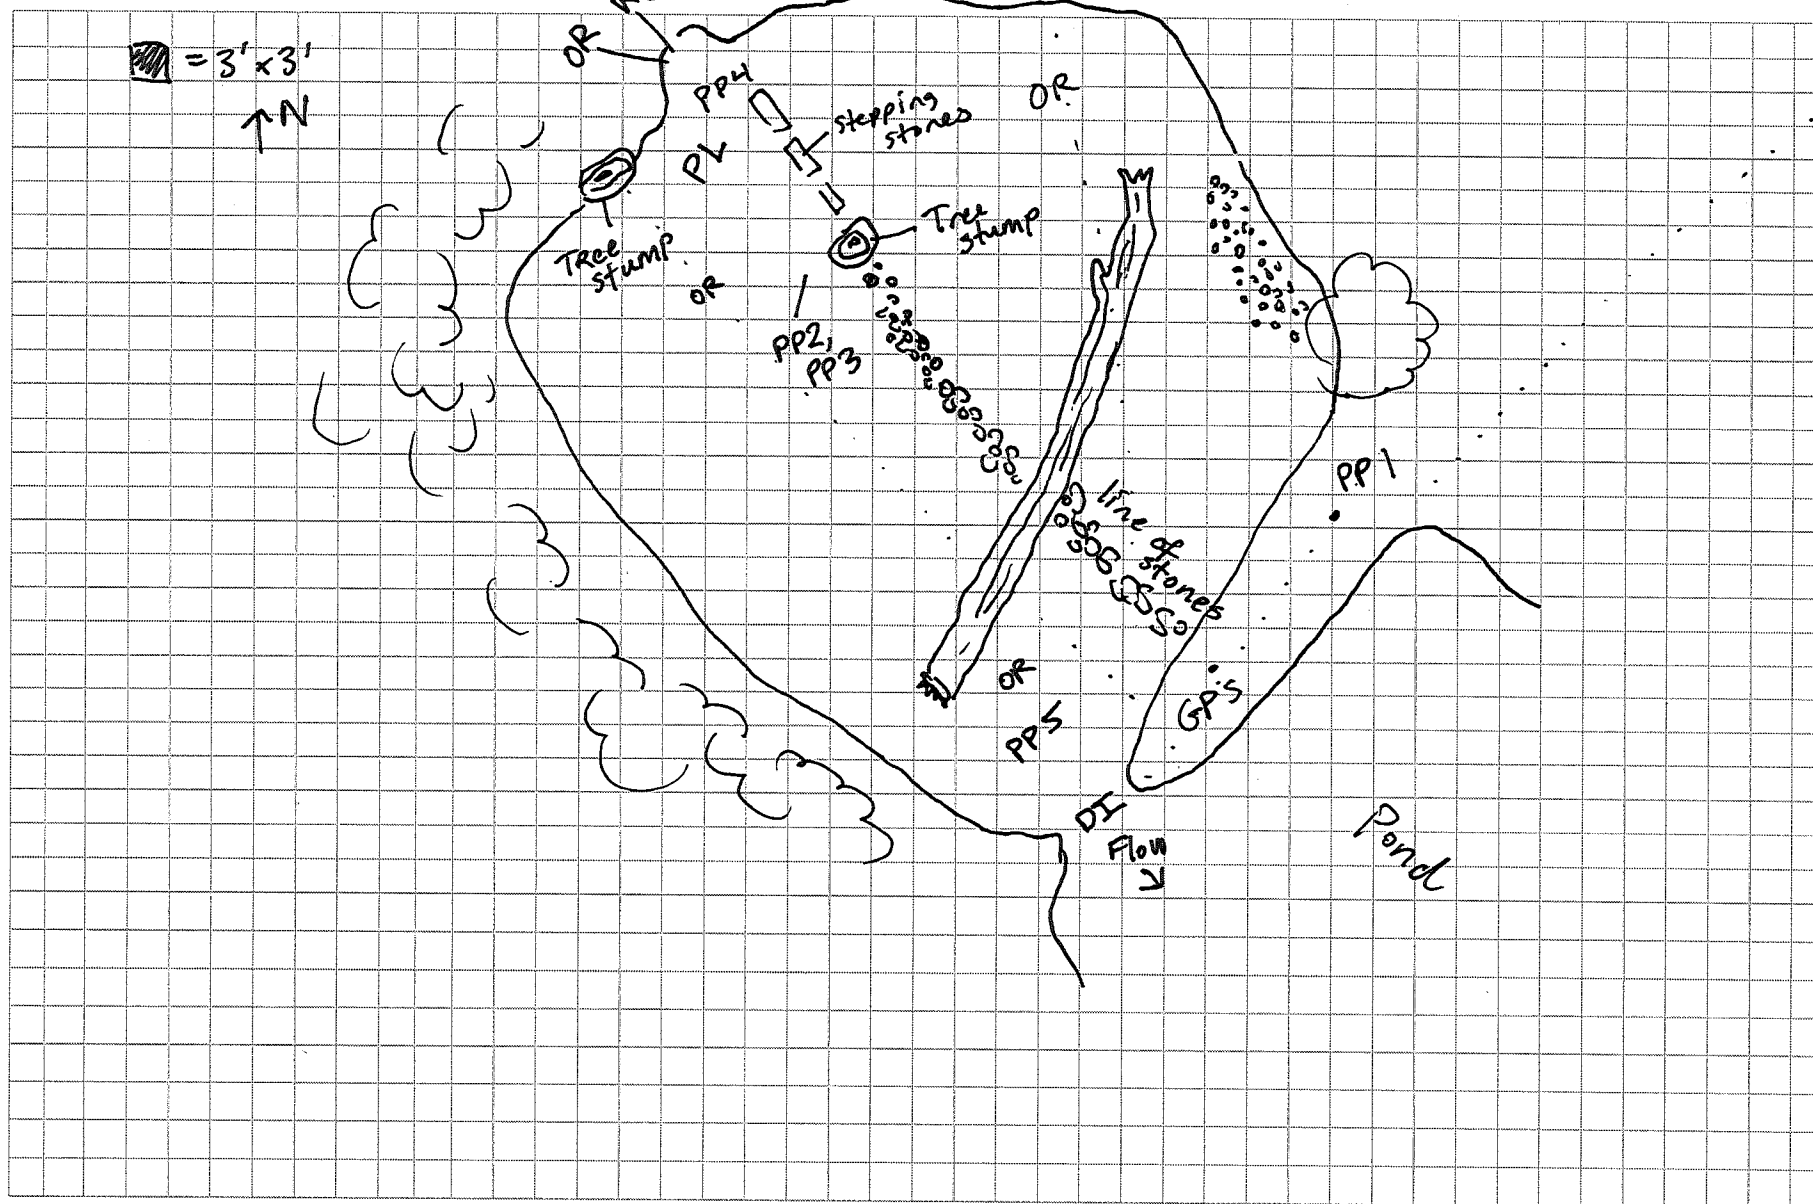 = 3' x 3'
↑ N
OR
PP4
stepping
stones
OR
PV
Tree
stump
Tree
stump
OR
PP2,
PP3
PP1
line of
stones
OR
GPS
PP5
DI
Flow
Pond